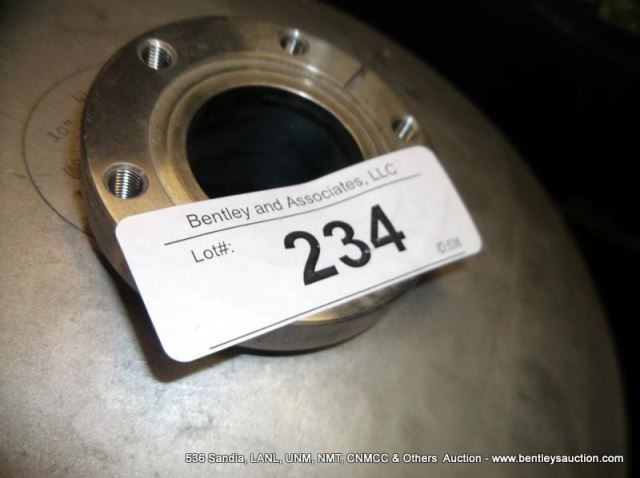 Bentley and Associates, LLC
Lot#: 234
ID:536
536 Sandia, LANL, UNM, NMT, CNMCC & Others Auction - www.bentleysauction.com